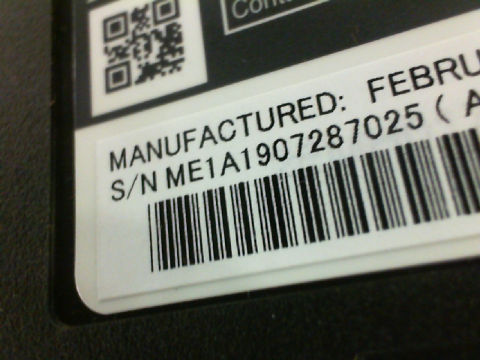 MANUFACTURED: FEBRU
S/N ME1A1907287025 ( A